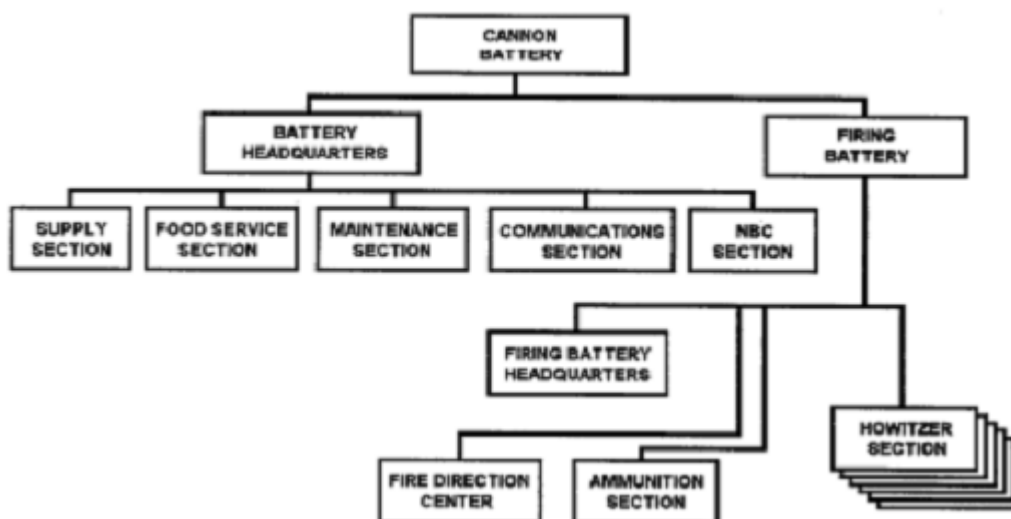 CANNON
BATTERY
BATTERY
HEADQUARTERS
FIRING
BATTERY
SUPPLY
SECTION
FOOD SERVICE
SECTION
MAINTENANCE
SECTION
COMMUNICATIONS
SECTION
NBC
SECTION
FIRING BATTERY
HEADQUARTERS
HOWITZER
SECTION
FIRE DIRECTION
CENTER
AMMUNITION
SECTION